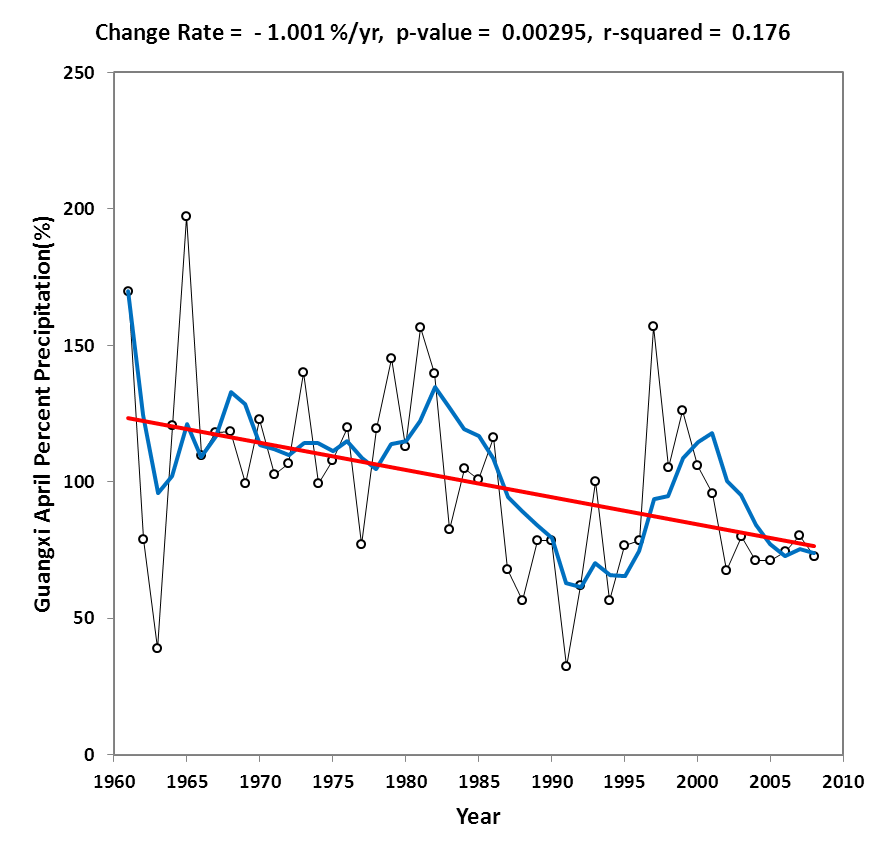 Change Rate = - 1.001 %/yr, p-value = 0.00295, r-squared = 0.176
250
200
150
100
50
0
Guangxi April Percent Precipitation(%)
1960 1965 1970 1975 1980 1985 1990 1995 2000 2005 2010
Year